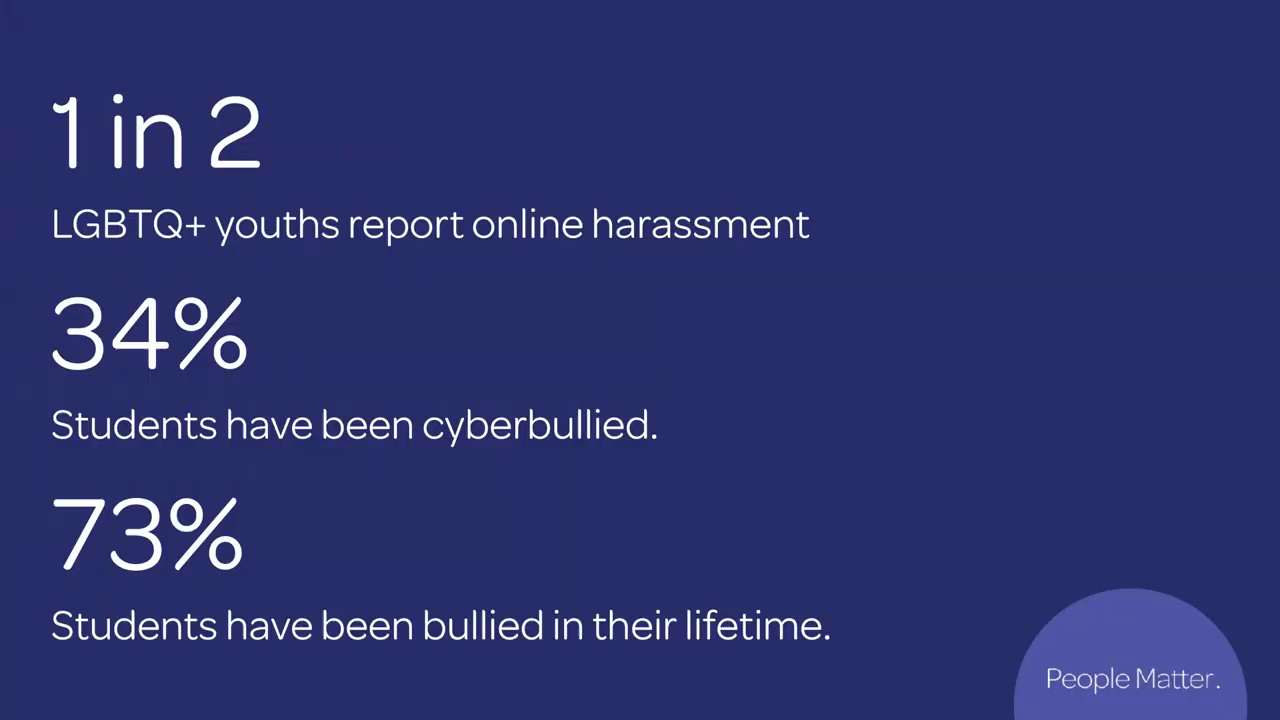 1 in 2
LGBTQ+ youths report online harassment
34%
Students have been cyberbullied.
73%
Students have been bullied in their lifetime.
People Matter.